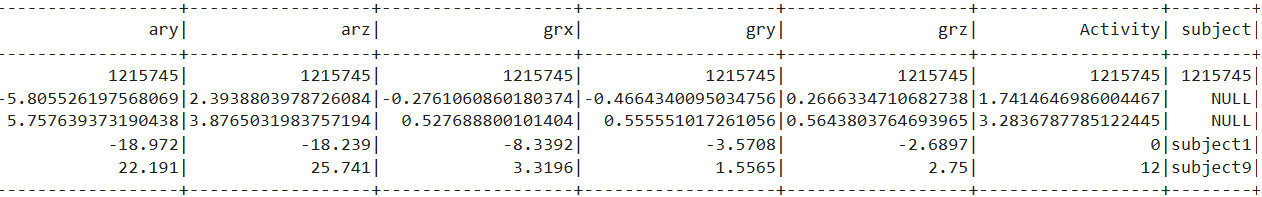 ------------------+------------------+-------------------+-------------------+------------------+------------------+--------+
ary| arz| grx| gry| grz| Activity| subject|
------------------+------------------+-------------------+-------------------+------------------+------------------+--------+
1215745| 1215745| 1215745| 1215745| 1215745| 1215745| 1215745|
-5.805526197568069|2.3938803978726084|-0.2761060860180374|-0.4664340095034756|0.2666334710682738|1.7414646986004467| NULL|
5.757639373190438|3.8765031983757194| 0.527688800101404| 0.555551017261056|0.5643803764693965|3.2836787785122445| NULL|
-18.972| -18.239| -8.3392| -3.5708| -2.6897| 0|subject1|
22.191| 25.741| 3.3196| 1.5565| 2.75| 12|subject9|
------------------+------------------+-------------------+-------------------+------------------+------------------+--------+